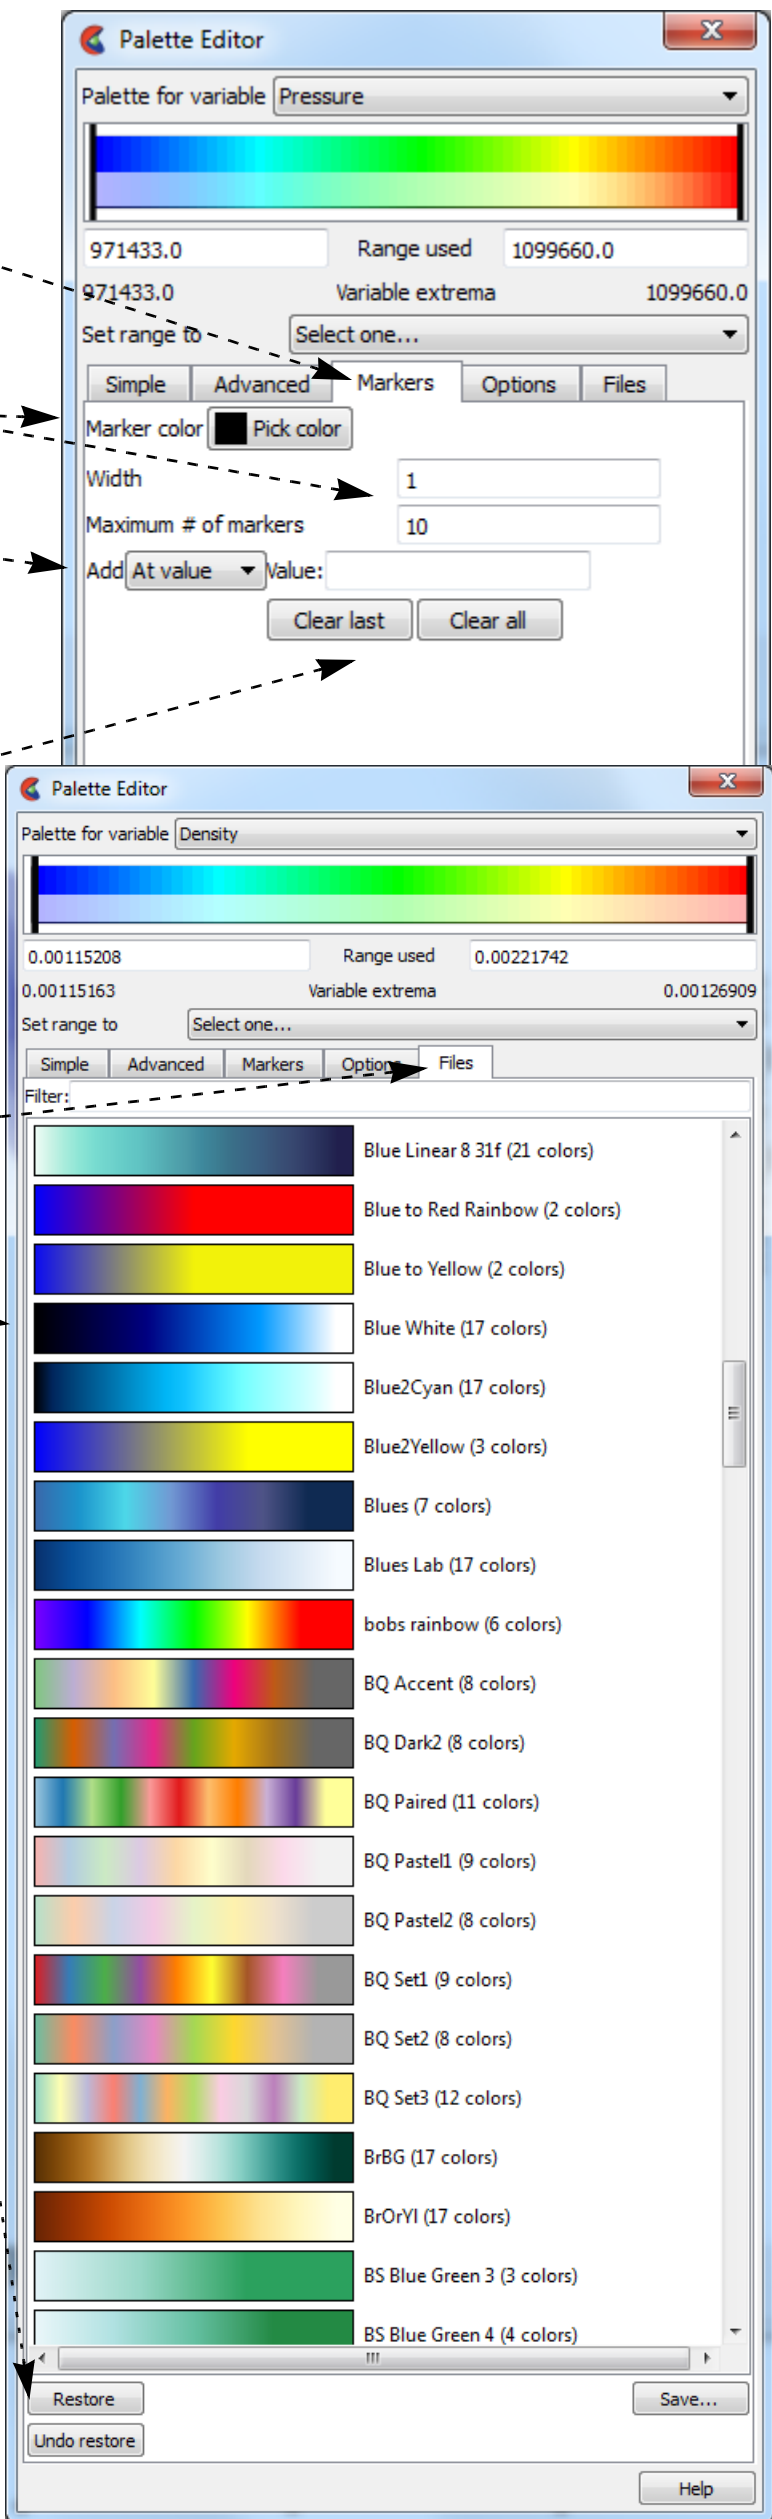 Palette Editor
Palette for variable Pressure
971433.0 Range used 1099660.0
971433.0 Variable extrema 1099660.0
Set range to Select one...
Simple Advanced Markers Options Files
Marker color Pick color
Width 1
Maximum # of markers 10
Add At value Value:
Clear last Clear all
Palette Editor
Palette for variable Density
0.00115208 Range used 0.00221742
0.00115163 Variable extrema 0.00126909
Set range to Select one...
Simple Advanced Markers Options Files
Filter:
Blue Linear 8 31f (21 colors)
Blue to Red Rainbow (2 colors)
Blue to Yellow (2 colors)
Blue White (17 colors)
Blue2Cyan (17 colors)
Blue2Yellow (3 colors)
Blues (7 colors)
Blues Lab (17 colors)
bobs rainbow (6 colors)
BQ Accent (8 colors)
BQ Dark2 (8 colors)
BQ Paired (11 colors)
BQ Pastel1 (9 colors)
BQ Pastel2 (8 colors)
BQ Set1 (9 colors)
BQ Set2 (8 colors)
BQ Set3 (12 colors)
BrBG (17 colors)
BrOrYl (17 colors)
BS Blue Green 3 (3 colors)
BS Blue Green 4 (4 colors)
Restore Save...
Undo restore
Help